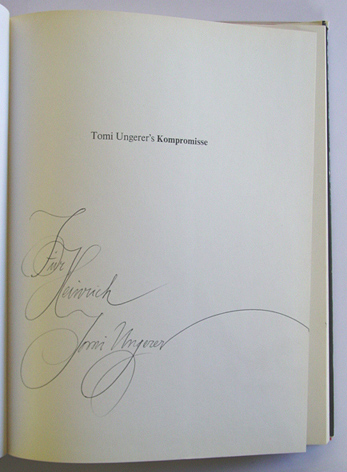 Tomi Ungerer's Kompromisse
Für
Heinrich
Tomi Ungerer